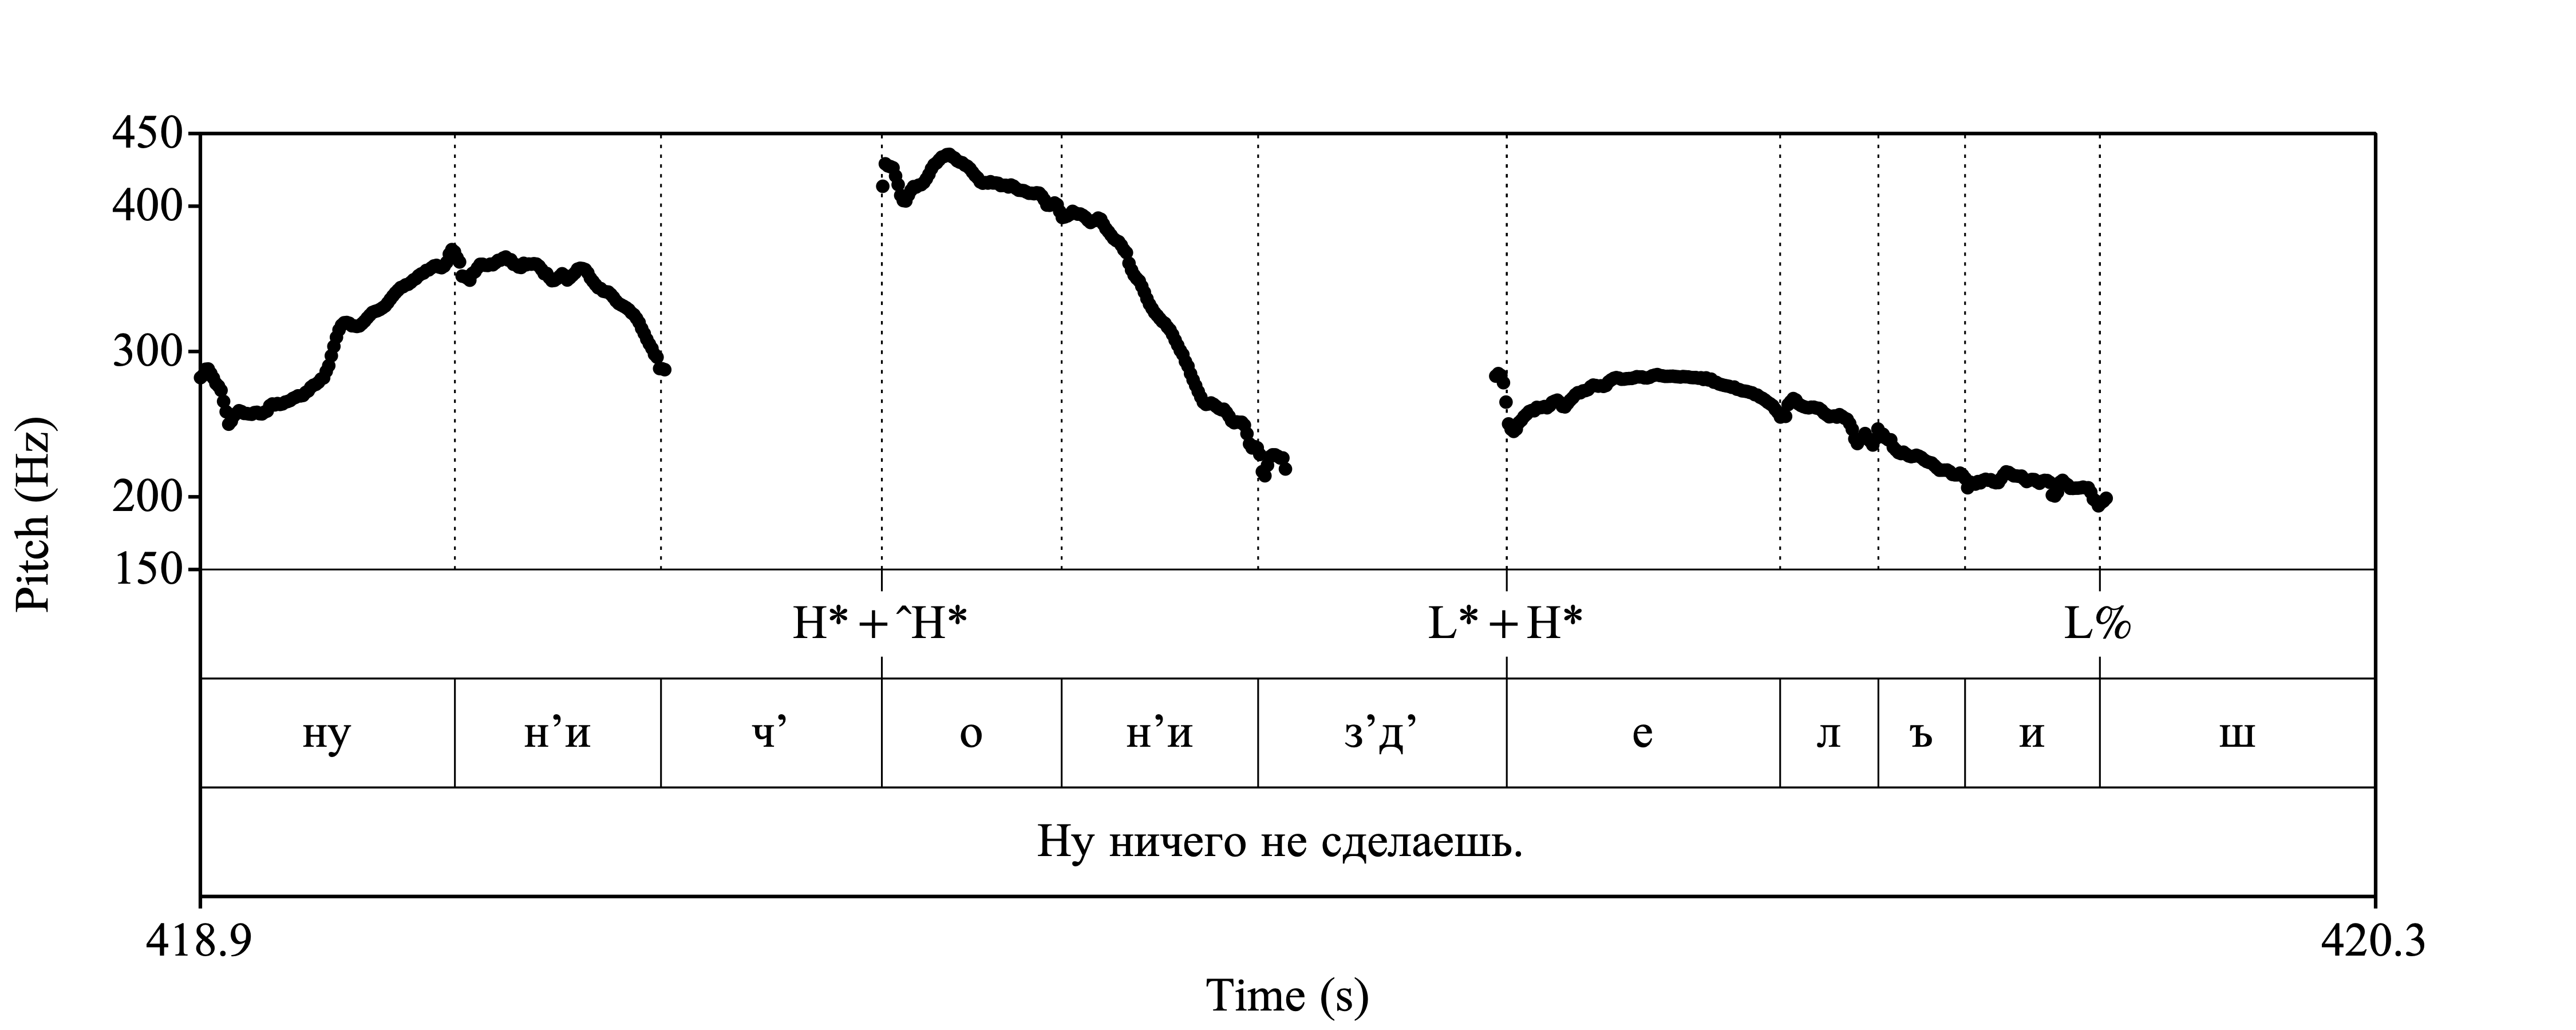 450
400
300
200
150
Pitch (Hz)
H*+^H* L*+H* L%
ну н’и ч’ о н’и з’д’ е л ъ и ш
Ну ничего не сделаешь.
418.9 420.3
Time (s)